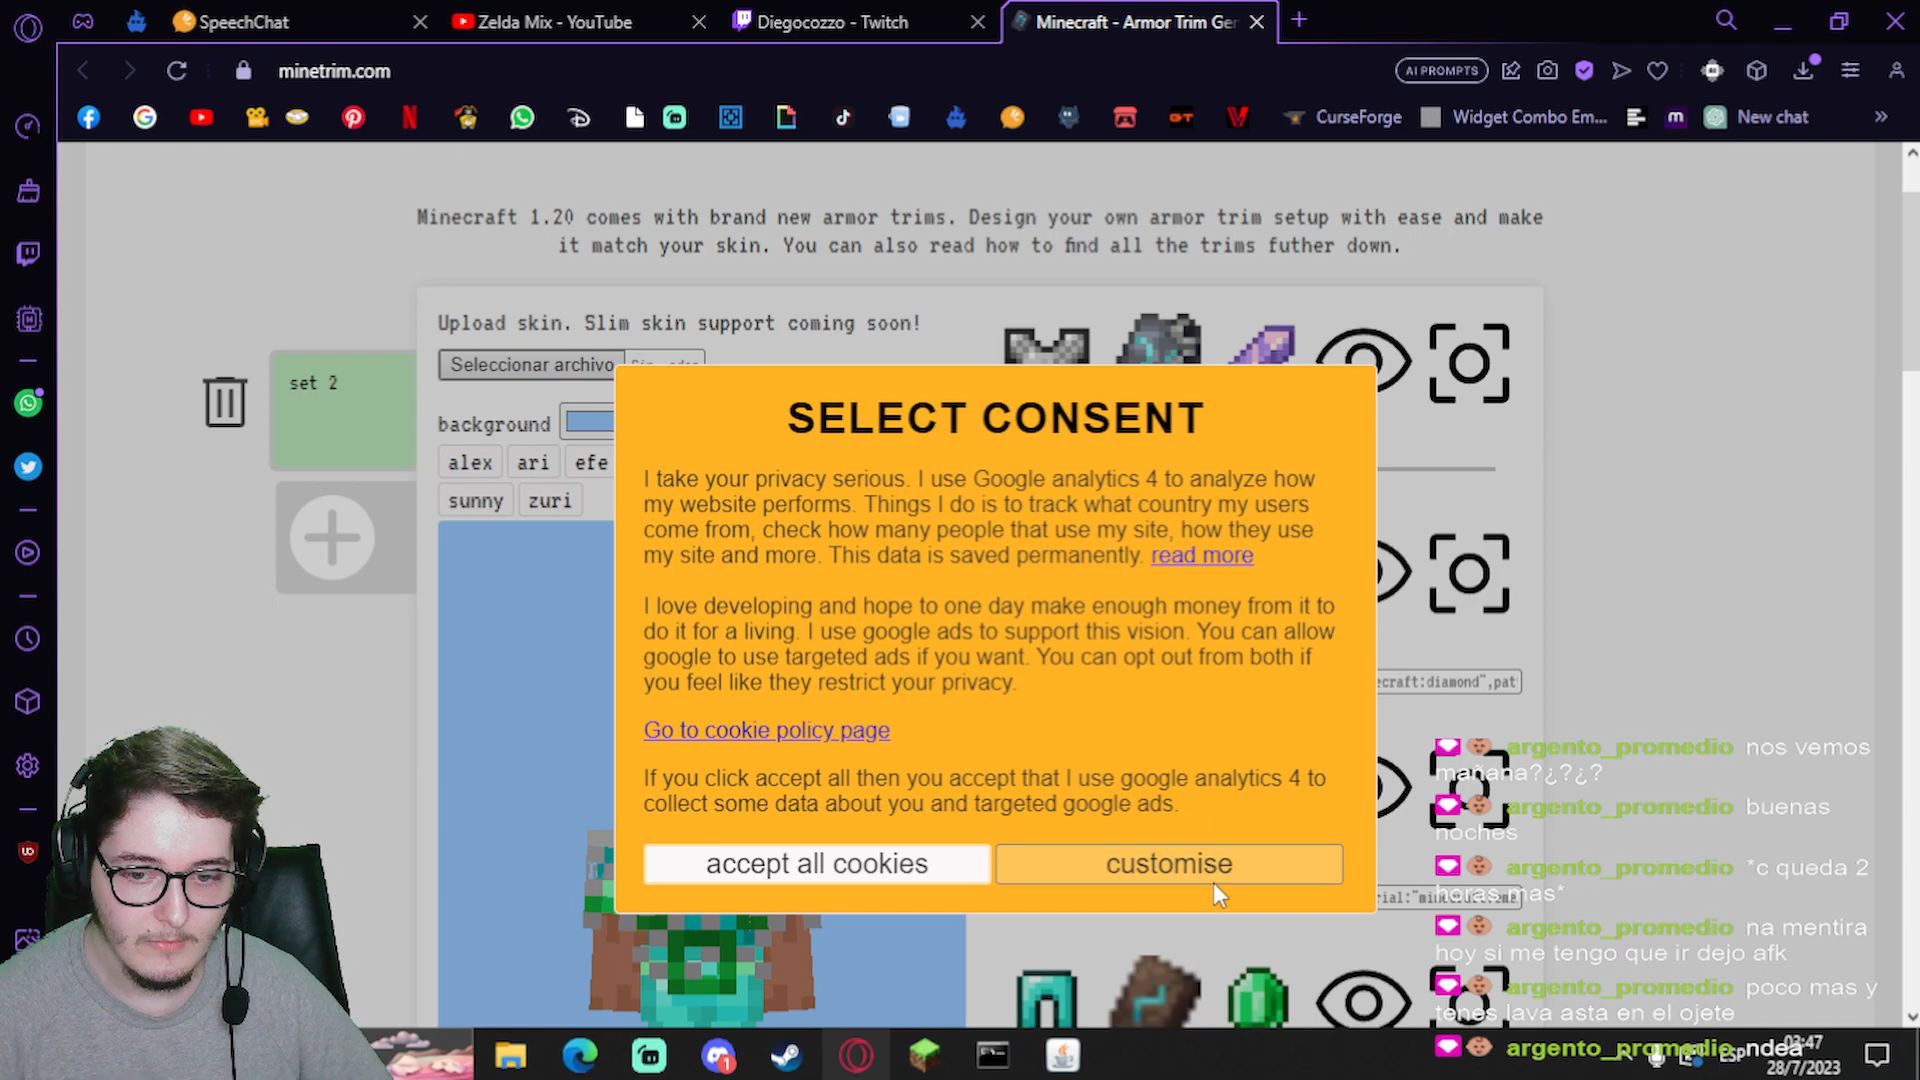 SpeechChat
Zelda Mix - YouTube
Diegocozzo - Twitch
Minecraft - Armor Trim Ger
minetrim.com
AI PROMPTS
CurseForge
Widget Combo Em...
New chat
Minecraft 1.20 comes with brand new armor trims. Design your own armor trim setup with ease and make
it match your skin. You can also read how to find all the trims futher down.
Upload skin. Slim skin support coming soon!
Seleccionar archivo
set 2
background
alex
ari
efe
sunny
zuri
SELECT CONSENT
I take your privacy serious. I use Google analytics 4 to analyze how
my website performs. Things I do is to track what country my users
come from, check how many people that use my site, how they use
my site and more. This data is saved permanently. read more
I love developing and hope to one day make enough money from it to
do it for a living. I use google ads to support this vision. You can allow
google to use targeted ads if you want. You can opt out from both if
you feel like they restrict your privacy.
Go to cookie policy page
If you click accept all then you accept that I use google analytics 4 to
collect some data about you and targeted google ads.
accept all cookies
customise
ecraft:diamond",pat
argento_promedio nos vemos
mañana?¿?¿?
argento_promedio buenas
noches
argento_promedio *c queda 2
horas mas*
argento_promedio na mentira
hoy si me tengo que ir dejo afk
argento_promedio poco mas y
tenes lava asta en el ojete
argento_promedio ndea
ESP
03:47
28/7/2023